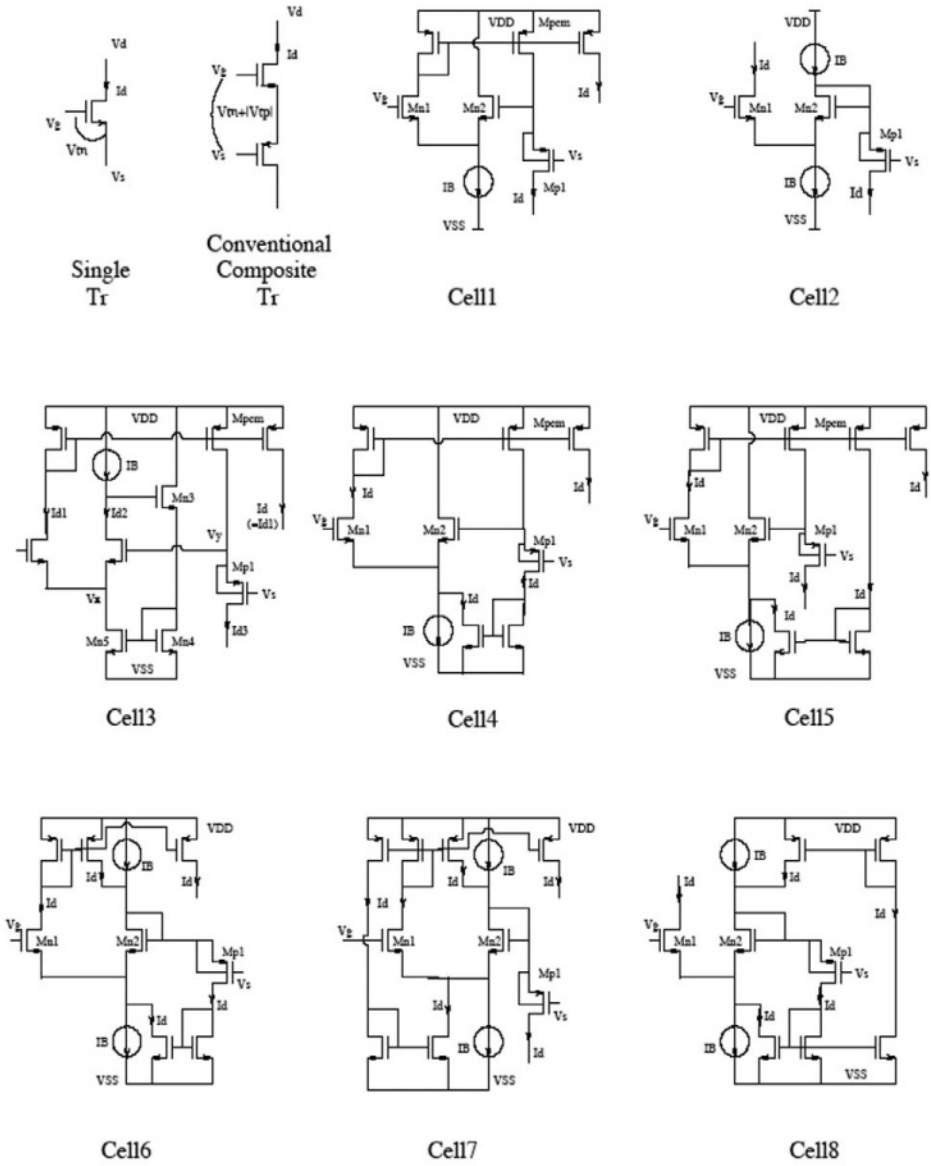 Vd
Id
Vg
Vtn
Vs
Single
Tr
Vd
Id
Vg
Vtn+|Vtp|
Vs
Conventional
Composite
Tr
VDD Mpcm
Id
Vg Mn1 Mn2
Vs
IB Mp1
Id
VSS
Cell1
VDD
IB
Id
Vg Mn1 Mn2
Mp1
Vs
IB Id
VSS
Cell2
VDD Mpcm
IB
Mn3
Id1 Id2 Id
(=Id1)
Vy
Mp1
Vx Vs
Mn5 Mn4 Id3
VSS
Cell3
VDD Mpcm
Id Id
Vg Mn1 Mn2
Mp1
Vs
Id Id
IB
VSS
Cell4
VDD Mpcm
Id Id
Vg Mn1 Mn2
Mp1
Vs
Id Id Id
IB
VSS
Cell5
VDD
IB
Id Id
Id
Vg Mn1 Mn2
Mp1
Vs
Id Id
IB
VSS
Cell6
VDD
IB
Id Id
Id Id
Vg Mn1 Mn2
Mp1
Id Vs
IB Id
VSS
Cell7
VDD
IB
Id Id
Id
Vg Mn1 Mn2
Mp1
Vs
Id Id
IB
VSS
Cell8